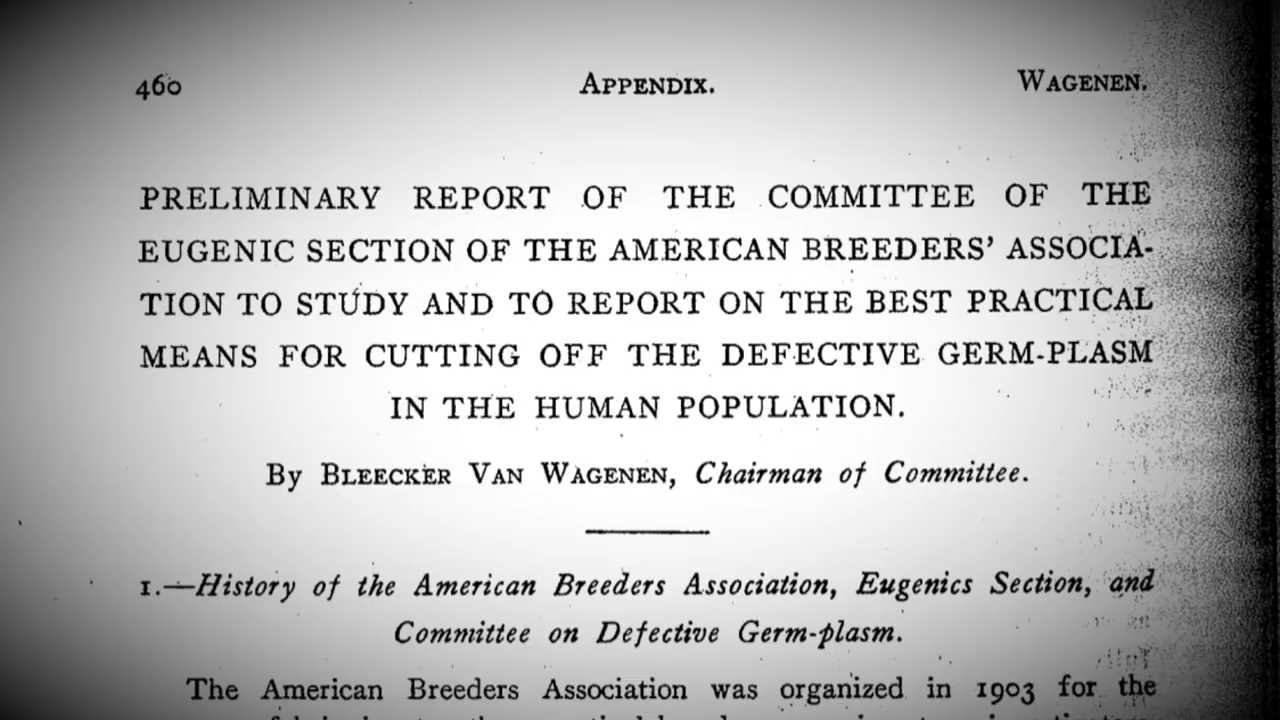 460 APPENDIX. WAGENEN.
PRELIMINARY REPORT OF THE COMMITTEE OF THE
EUGENIC SECTION OF THE AMERICAN BREEDERS' ASSOCIA-
TION TO STUDY AND TO REPORT ON THE BEST PRACTICAL
MEANS FOR CUTTING OFF THE DEFECTIVE GERM-PLASM
IN THE HUMAN POPULATION.
By BLEECKER VAN WAGENEN, Chairman of Committee.
1.—History of the American Breeders Association, Eugenics Section, and
Committee on Defective Germ-plasm.
The American Breeders Association was organized in 1903 for the